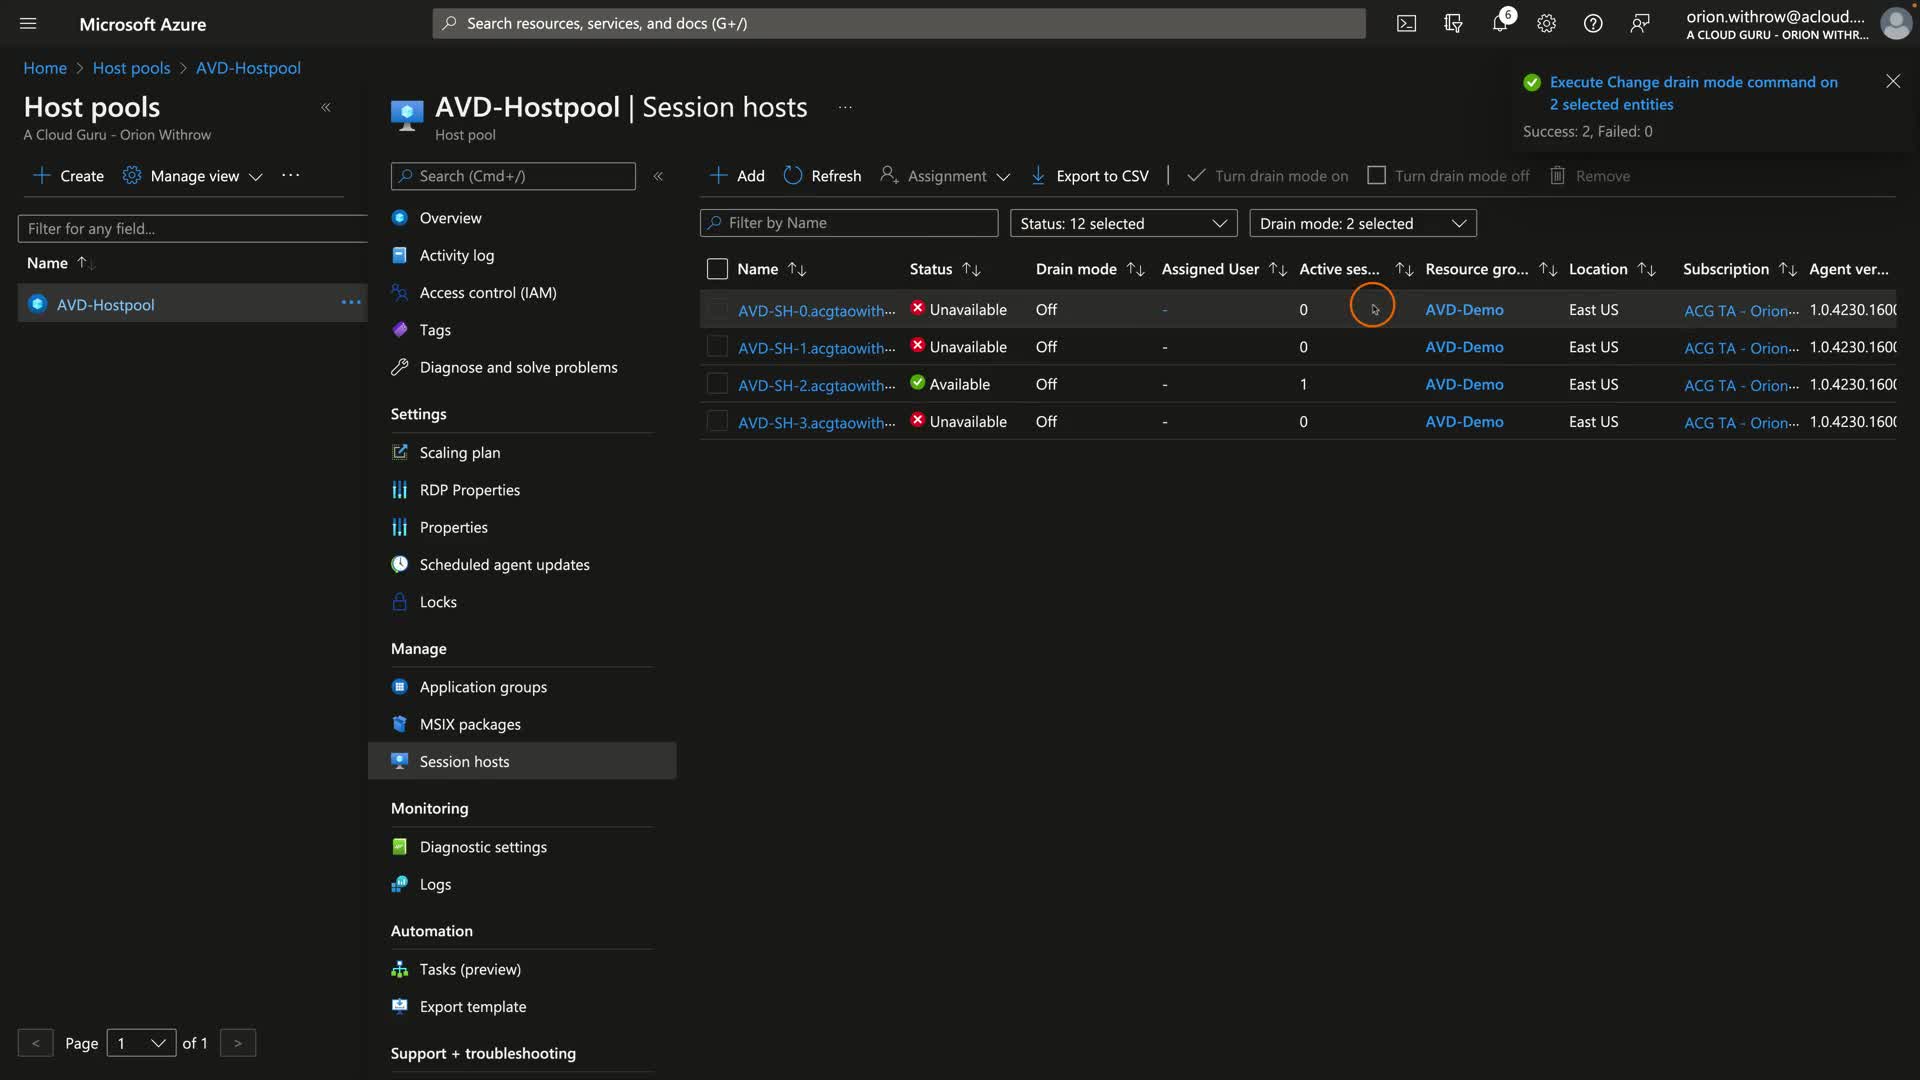 Microsoft Azure
Search resources, services, and docs (G+/)
6
orion.withrow@acloud....
A CLOUD GURU - ORION WITHR...
Home > Host pools > AVD-Hostpool
Execute Change drain mode command on
2 selected entities
Success: 2, Failed: 0
Host pools
A Cloud Guru - Orion Withrow
Create
Manage view
Filter for any field...
Name
AVD-Hostpool
Page 1 of 1
AVD-Hostpool | Session hosts
Host pool
Search (Cmd+/)
Overview
Activity log
Access control (IAM)
Tags
Diagnose and solve problems
Settings
Scaling plan
RDP Properties
Properties
Scheduled agent updates
Locks
Manage
Application groups
MSIX packages
Session hosts
Monitoring
Diagnostic settings
Logs
Automation
Tasks (preview)
Export template
Support + troubleshooting
Add Refresh Assignment Export to CSV Turn drain mode on Turn drain mode off Remove
Filter by Name Status: 12 selected Drain mode: 2 selected
Name Status Drain mode Assigned User Active ses... Resource gro... Location Subscription Agent ver...
AVD-SH-0.acgtaowith... Unavailable Off - 0 AVD-Demo East US ACG TA - Orion... 1.0.4230.1600
AVD-SH-1.acgtaowith... Unavailable Off - 0 AVD-Demo East US ACG TA - Orion... 1.0.4230.1600
AVD-SH-2.acgtaowith... Available Off - 1 AVD-Demo East US ACG TA - Orion... 1.0.4230.1600
AVD-SH-3.acgtaowith... Unavailable Off - 0 AVD-Demo East US ACG TA - Orion... 1.0.4230.1600